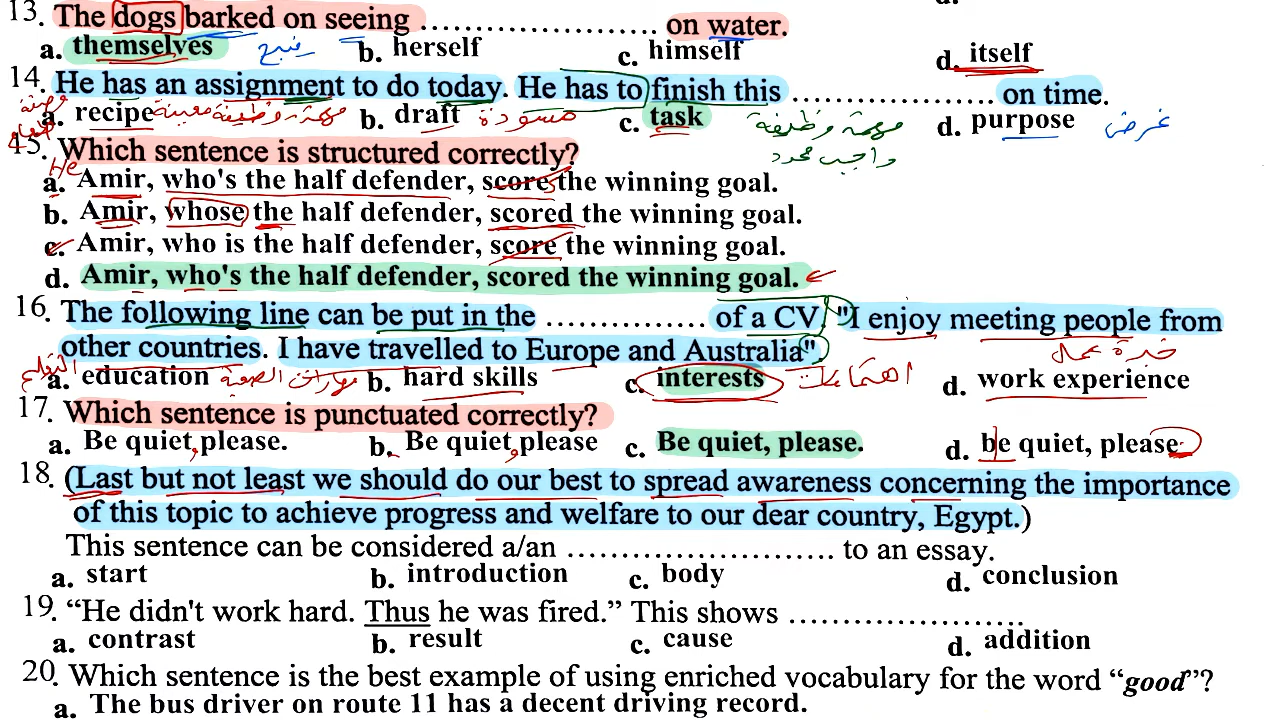 13. The dogs barked on seeing ........................ on water.
a. themselves نبح b. herself c. himself d. itself
14. He has an assignment to do today. He has to finish this .................... on time.
a. recipe مهمة وظيفة معينة b. draft مسودة c. task مهمة وظيفة d. purpose غرض
واجب محدد
15. Which sentence is structured correctly?
He
a. Amir, who's the half defender, scores the winning goal.
b. Amir, whose the half defender, scored the winning goal.
c. Amir, who is the half defender, score the winning goal.
d. Amir, who's the half defender, scored the winning goal.
16. The following line can be put in the ................ of a CV. "I enjoy meeting people from
other countries. I have travelled to Europe and Australia".
خبرة عمل
a. education b. hard skills c. interests اهتمامات d. work experience
17. Which sentence is punctuated correctly?
a. Be quiet,please. b. Be quiet,please c. Be quiet, please. d. be quiet, please.
18. (Last but not least we should do our best to spread awareness concerning the importance
of this topic to achieve progress and welfare to our dear country, Egypt.)
This sentence can be considered a/an ........................... to an essay.
a. start b. introduction c. body d. conclusion
19. “He didn't work hard. Thus he was fired.” This shows ........................
a. contrast b. result c. cause d. addition
20. Which sentence is the best example of using enriched vocabulary for the word “good”?
a. The bus driver on route 11 has a decent driving record.